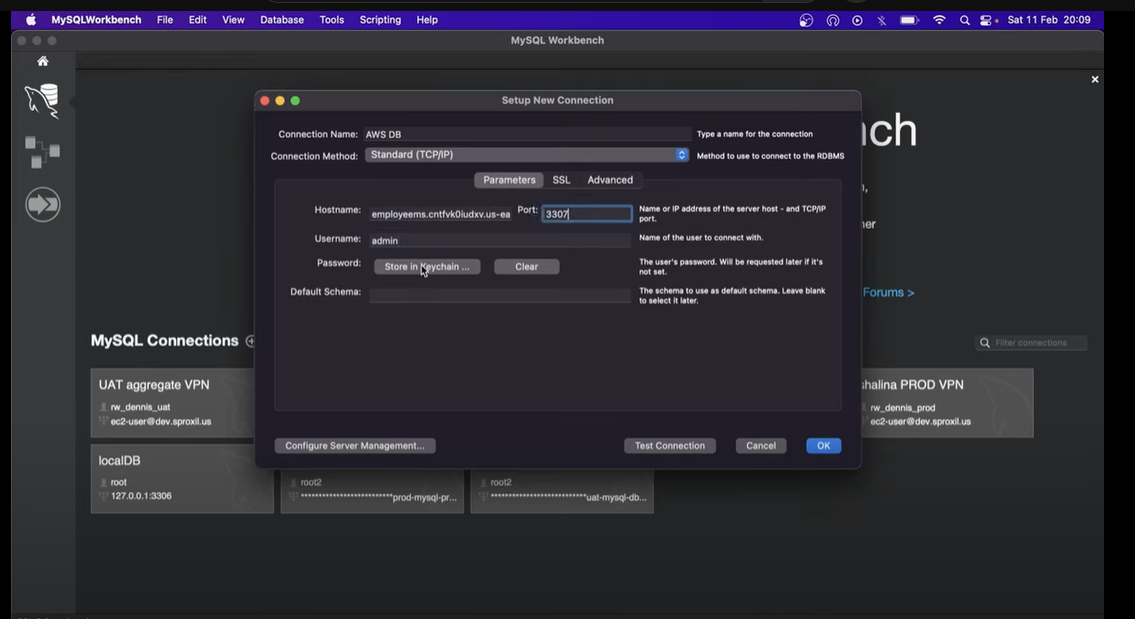 MySQLWorkbench File Edit View Database Tools Scripting Help Sat 11 Feb 20:09
MySQL Workbench
Setup New Connection
Connection Name: AWS DB Type a name for the connection
Connection Method: Standard (TCP/IP) Method to use to connect to the RDBMS
Parameters SSL Advanced
Hostname: employeems.cntfvk0iudxv.us-ea Port: 3307 Name or IP address of the server host - and TCP/IP
port.
Username: admin Name of the user to connect with.
Password: Store in Keychain ... Clear The user's password. Will be requested later if it's
not set.
Default Schema: The schema to use as default schema. Leave blank
to select it later.
Configure Server Management... Test Connection Cancel OK
ch
Forums >
MySQL Connections
Filter connections
UAT aggregate VPN
rw_dennis_uat
ec2-user@dev.sproxil.us
shalina PROD VPN
rw_dennis_prod
ec2-user@dev.sproxil.us
localDB
root
127.0.0.1:3306
root2
**************************prod-mysql-pr...
root2
**************************uat-mysql-db...